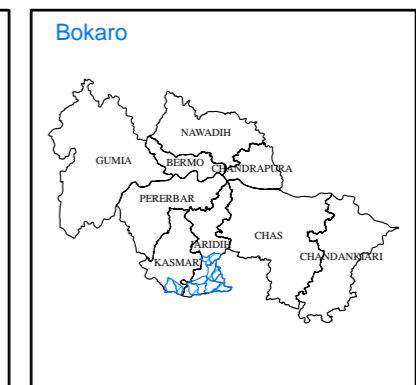 Bokaro
NAWADIH
GUMIA
BERMO
CHANDRAPURA
PERERBAR
CHAS
JARIDIH
KASMAR
CHANDANKIARI